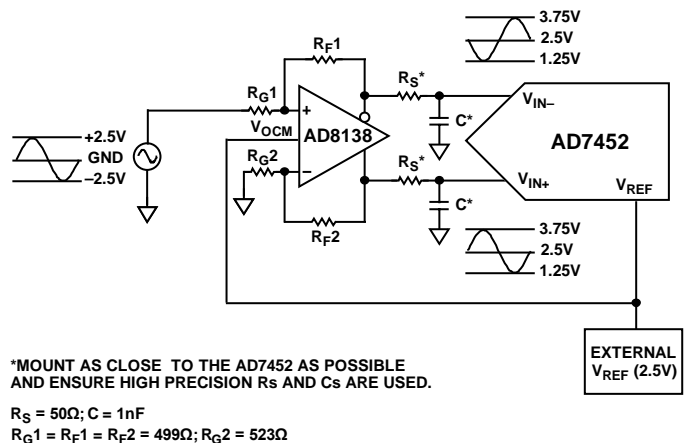 3.75V
2.5V
1.25V
RF1
RS*
RG1
VIN–
+
C*
VOCM
AD8138
AD7452
+2.5V
GND
–2.5V
RG2
–
RS*
VIN+
VREF
C*
RF2
3.75V
2.5V
1.25V
EXTERNAL
VREF (2.5V)
*MOUNT AS CLOSE TO THE AD7452 AS POSSIBLE
AND ENSURE HIGH PRECISION Rs AND Cs ARE USED.
RS = 50Ω; C = 1nF
RG1 = RF1 = RF2 = 499Ω; RG2 = 523Ω